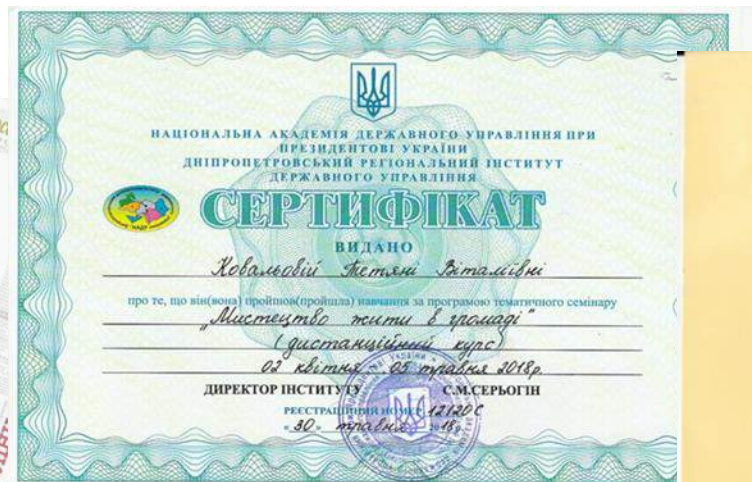 НАЦІОНАЛЬНА АКАДЕМІЯ ДЕРЖАВНОГО УПРАВЛІННЯ ПРИ
ПРЕЗИДЕНТОВІ УКРАЇНИ
ДНІПРОПЕТРОВСЬКИЙ РЕГІОНАЛЬНИЙ ІНСТИТУТ
ДЕРЖАВНОГО УПРАВЛІННЯ
СЕРТИФІКАТ
ВИДАНО
Ковальовій Тетяні Віталіївні
про те, що він(вона) пройшов(пройшла) навчання за програмою тематичного семінару
„Мистецтво жити в громаді"
(дистанційний курс)
02 квітня 05 травня 2018р.
ДИРЕКТОР ІНСТИТУТУ С.М.СЕРЬОГІН
РЕЄСТРАЦІЙНИЙ НОМЕР 12120С
«30» травня 2018р.